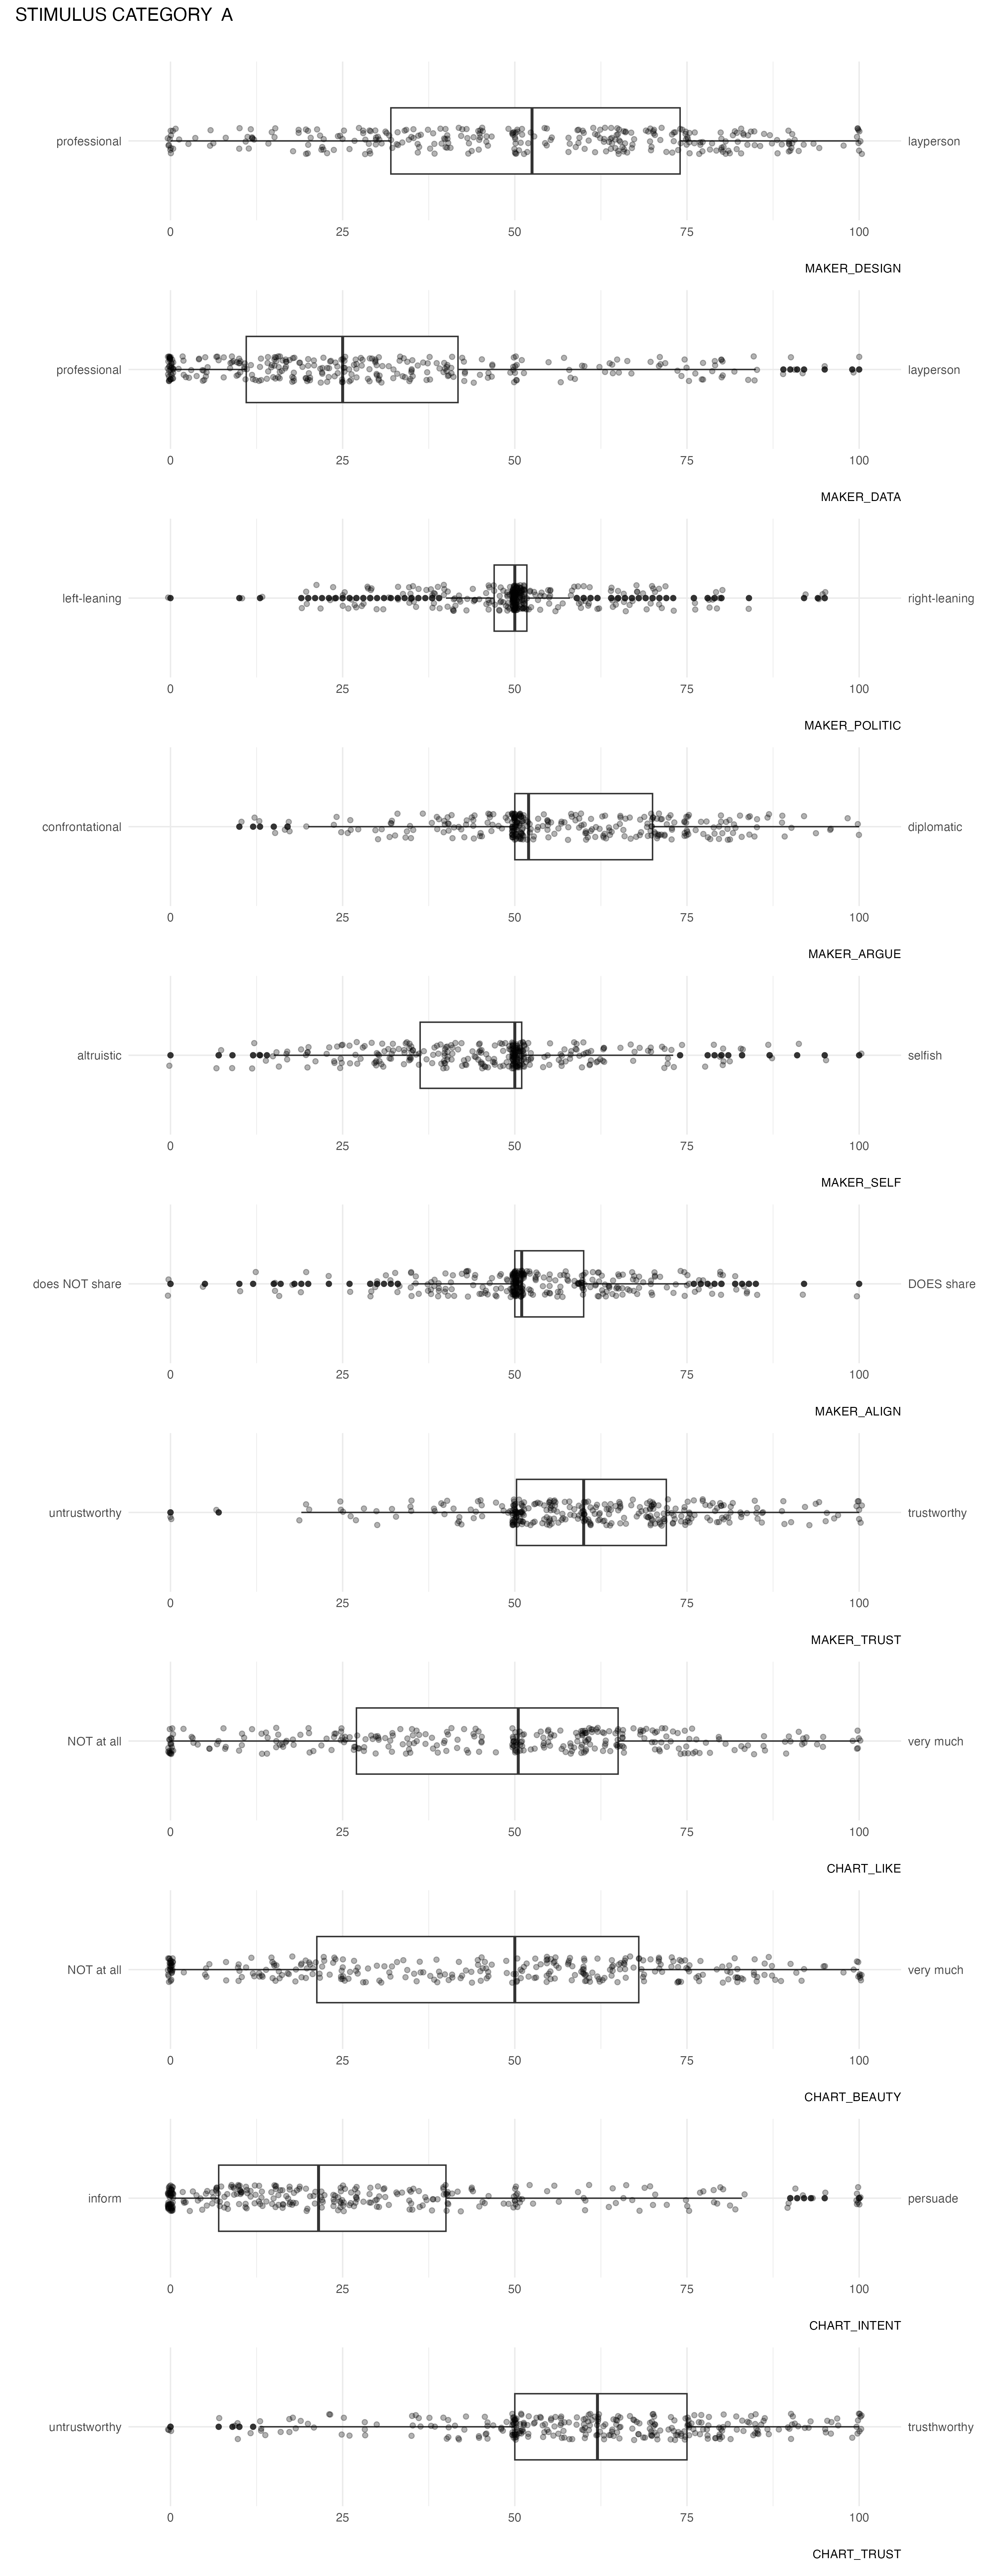 STIMULUS CATEGORY A
professional layperson
0 25 50 75 100
MAKER_DESIGN
professional layperson
0 25 50 75 100
MAKER_DATA
left-leaning right-leaning
0 25 50 75 100
MAKER_POLITIC
confrontational diplomatic
0 25 50 75 100
MAKER_ARGUE
altruistic selfish
0 25 50 75 100
MAKER_SELF
does NOT share DOES share
0 25 50 75 100
MAKER_ALIGN
untrustworthy trustworthy
0 25 50 75 100
MAKER_TRUST
NOT at all very much
0 25 50 75 100
CHART_LIKE
NOT at all very much
0 25 50 75 100
CHART_BEAUTY
inform persuade
0 25 50 75 100
CHART_INTENT
untrustworthy trusthworthy
0 25 50 75 100
CHART_TRUST